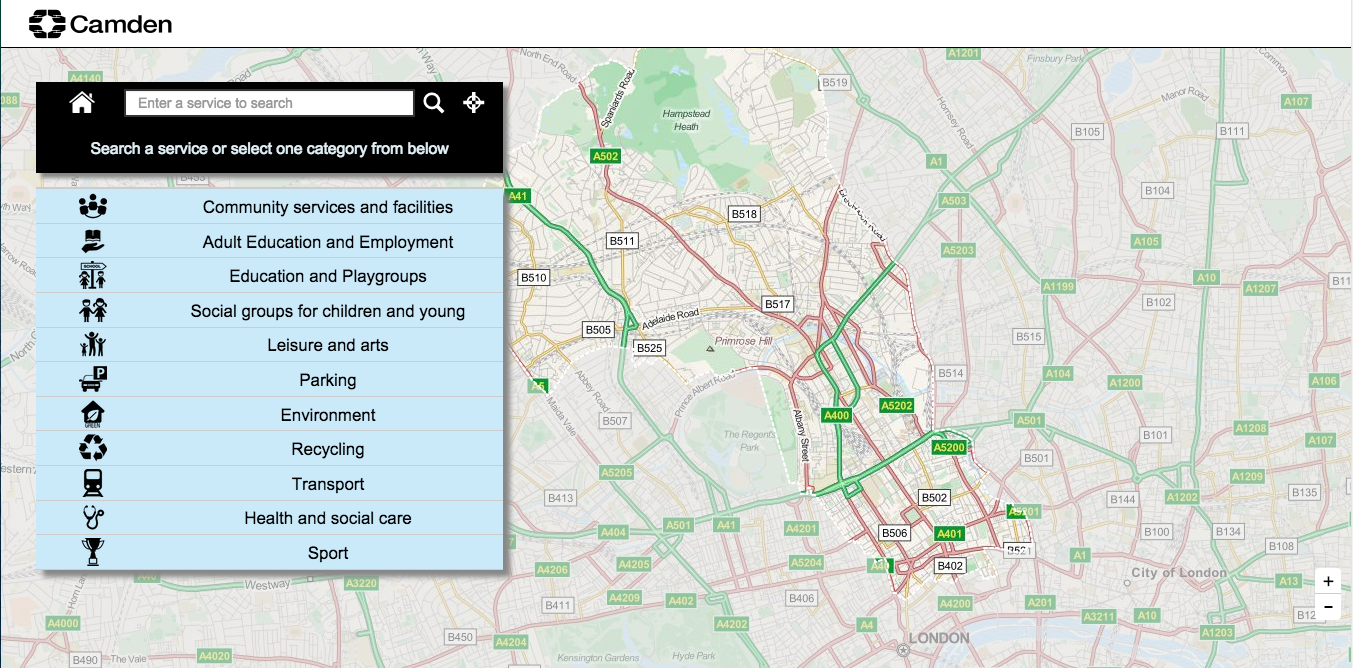 Camden
Enter a service to search
Search a service or select one category from below
Community services and facilities
Adult Education and Employment
Education and Playgroups
Social groups for children and young
Leisure and arts
Parking
Environment
Recycling
Transport
Health and social care
Sport
SCHOOL
P
GREEN
A4140
North End Road
Spaniards Road
Hampstead
Heath
B519
A1201
Finsbury Park
Manor Road
A107
B105
B111
Hornsey Road
A1
A502
A41
B104
A503
B518
B511
A105
A5203
B510
A10
A1199
A1207
B102
B517
Adelaide Road
B505
B525
Primrose Hill
B515
B514
A104
A1200
A106
A5
Abbey Road
Prince Albert Road
Maida Vale
B507
A400
A5202
Albany Street
The Regent's
Park
A501
B101
A1208
A107
A5200
B501
A5205
A1209
B413
B502
B144
A1202
B135
A5201
A404
A501
A41
A4201
B506
A401
B100
B134
B108
B521
A4206
A4205
A5204
B402
A1
City of London
A13
Westway
A3220
B411
A4209
A402
B406
A4200
A201
A3211
A10
A4000
A4202
A4
A1203
B450
A4204
LONDON
B490
The Vale
A4020
Kensington Gardens
Hyde Park
+
-